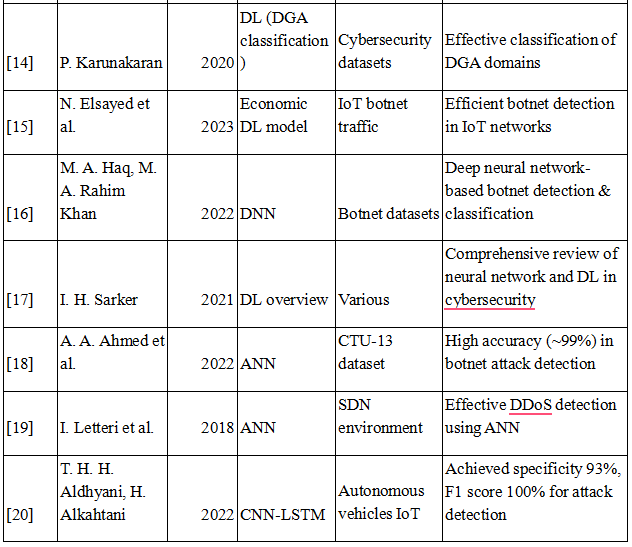 [14] P. Karunakaran 2020 DL (DGA classification) Cybersecurity datasets Effective classification of DGA domains
[15] N. Elsayed et al. 2023 Economic DL model IoT botnet traffic Efficient botnet detection in IoT networks
[16] M. A. Haq, M. A. Rahim Khan 2022 DNN Botnet datasets Deep neural network-based botnet detection & classification
[17] I. H. Sarker 2021 DL overview Various Comprehensive review of neural network and DL in cybersecurity
[18] A. A. Ahmed et al. 2022 ANN CTU-13 dataset High accuracy (~99%) in botnet attack detection
[19] I. Letteri et al. 2018 ANN SDN environment Effective DDoS detection using ANN
[20] T. H. H. Aldhyani, H. Alkahtani 2022 CNN-LSTM Autonomous vehicles IoT Achieved specificity 93%, F1 score 100% for attack detection